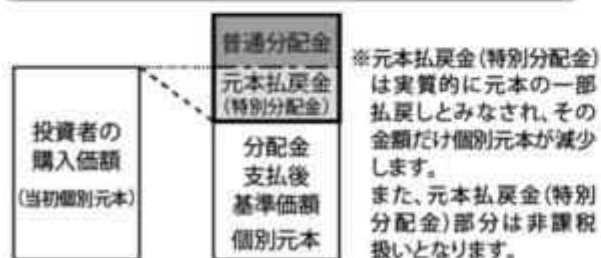 普通分配金
元本払戻金
(特別分配金)
投資者の
購入価額
(当初個別元本)
分配金
支払後
基準価額
個別元本
※元本払戻金(特別分配金)
は実質的に元本の一部
払戻しとみなされ、その
金額だけ個別元本が減少
します。
また、元本払戻金(特別
分配金)部分は非課税
扱いとなります。